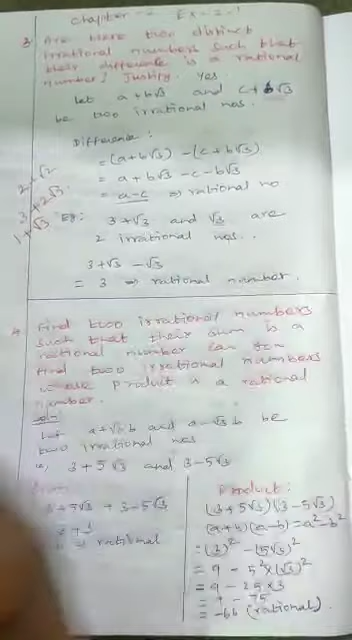 Chapter - 2 Ex - 2.1
3 Are there two distinct
irrational numbers such that
their difference is a rational
number? Justify. Yes.
Let a+b√3 and c+b√3
be two irrational nos.
Difference:
= (a+b√3) - (c+b√3)
= a+b√3 - c - b√3
= a-c ⇒ rational no
2+√2
3+2√3
1+√3
Eg: 3+√3 and √3 are
2 irrational nos..
3+√3 - √3
= 3 ⇒ rational number.
4. Find two irrational numbers
such that their sum is a
rational number can you
find two irrational numbers
whose product is a rational
number.
Soln
Let and be
two irrational nos
3+5√3 and 3-5√3
3+5√3 + 3-5√3
rational
Product:
(3+5√3)(3-5√3)
(a+b)(a-b)=a²-b²
= (3)² - (5√3)²
= 9 - 5²×(√3)²
= 9 - 25×3
= 9 - 75
= -66 (rational).